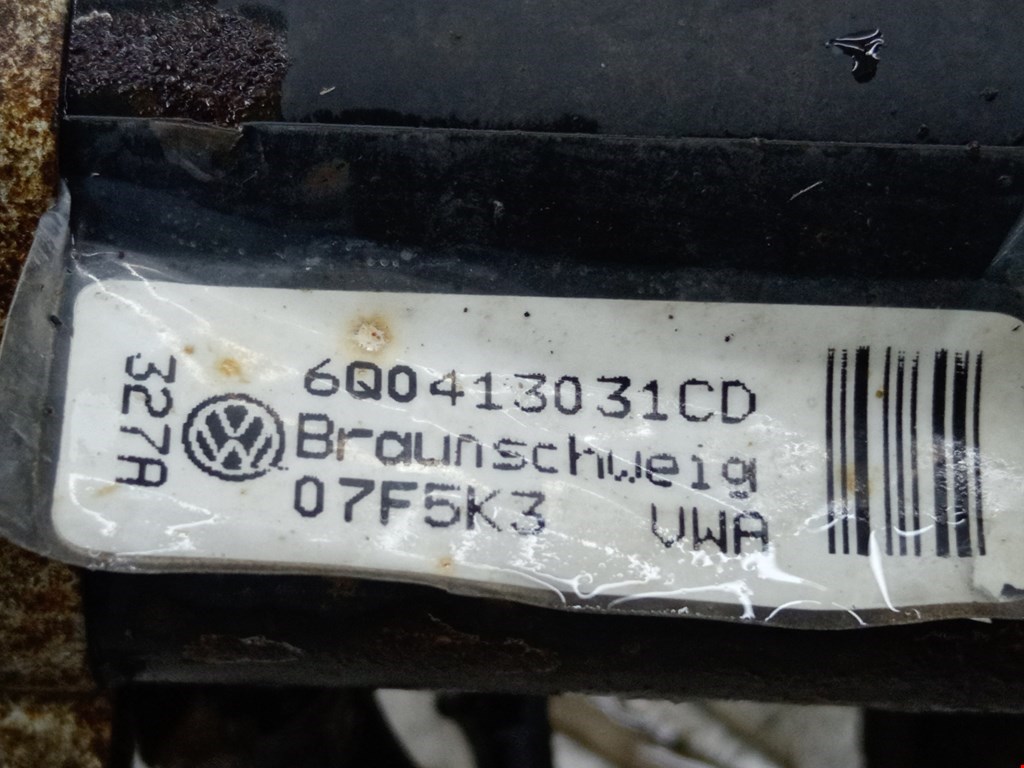 327A
6Q0413031CD
Braunschweig
07F5K3 VWA